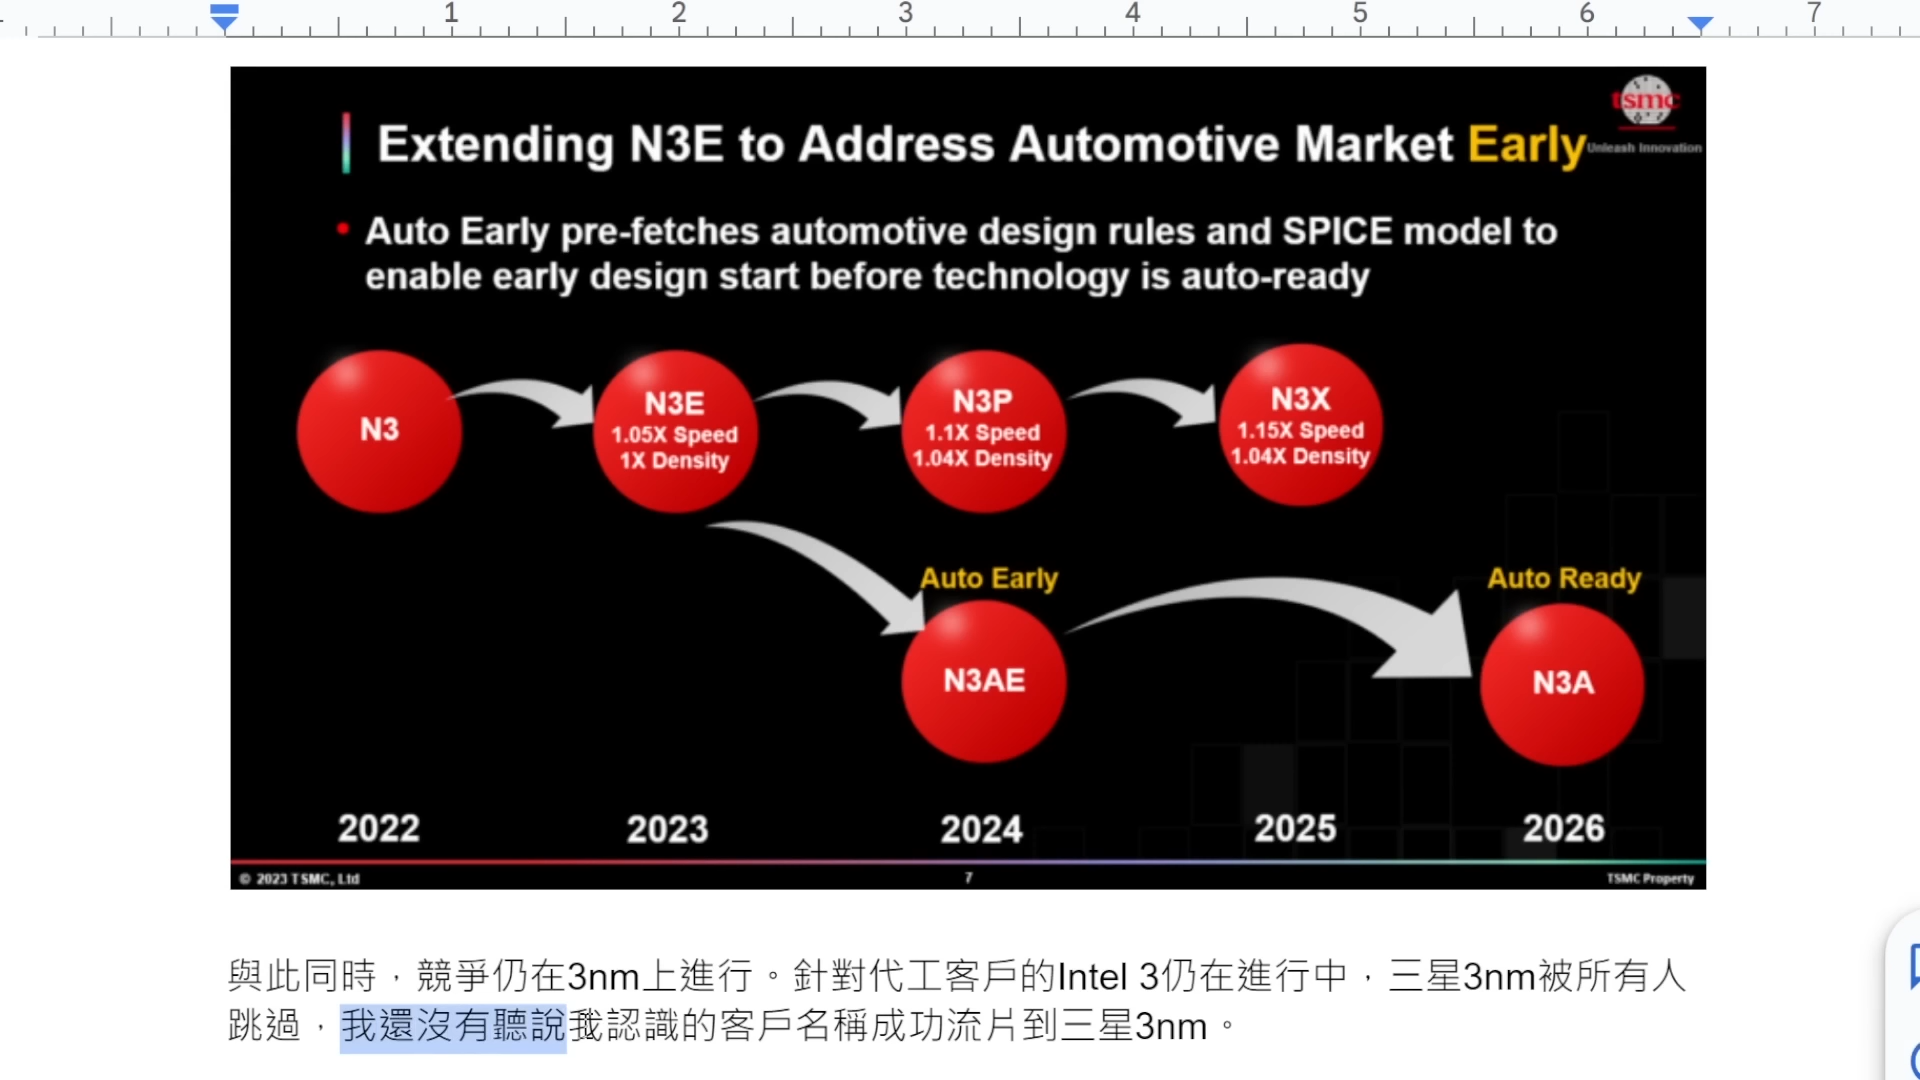 1 2 3 4 5 6 7
tsmc
Extending N3E to Address Automotive Market Early
Unleash Innovation
• Auto Early pre-fetches automotive design rules and SPICE model to
enable early design start before technology is auto-ready
N3
N3E
1.05X Speed
1X Density
N3P
1.1X Speed
1.04X Density
N3X
1.15X Speed
1.04X Density
Auto Early
N3AE
Auto Ready
N3A
2022 2023 2024 2025 2026
© 2023 TSMC, Ltd 7 TSMC Property
與此同時，競爭仍在3nm上進行。針對代工客戶的Intel 3仍在進行中，三星3nm被所有人
跳過，我還沒有聽說我認識的客戶名稱成功流片到三星3nm。